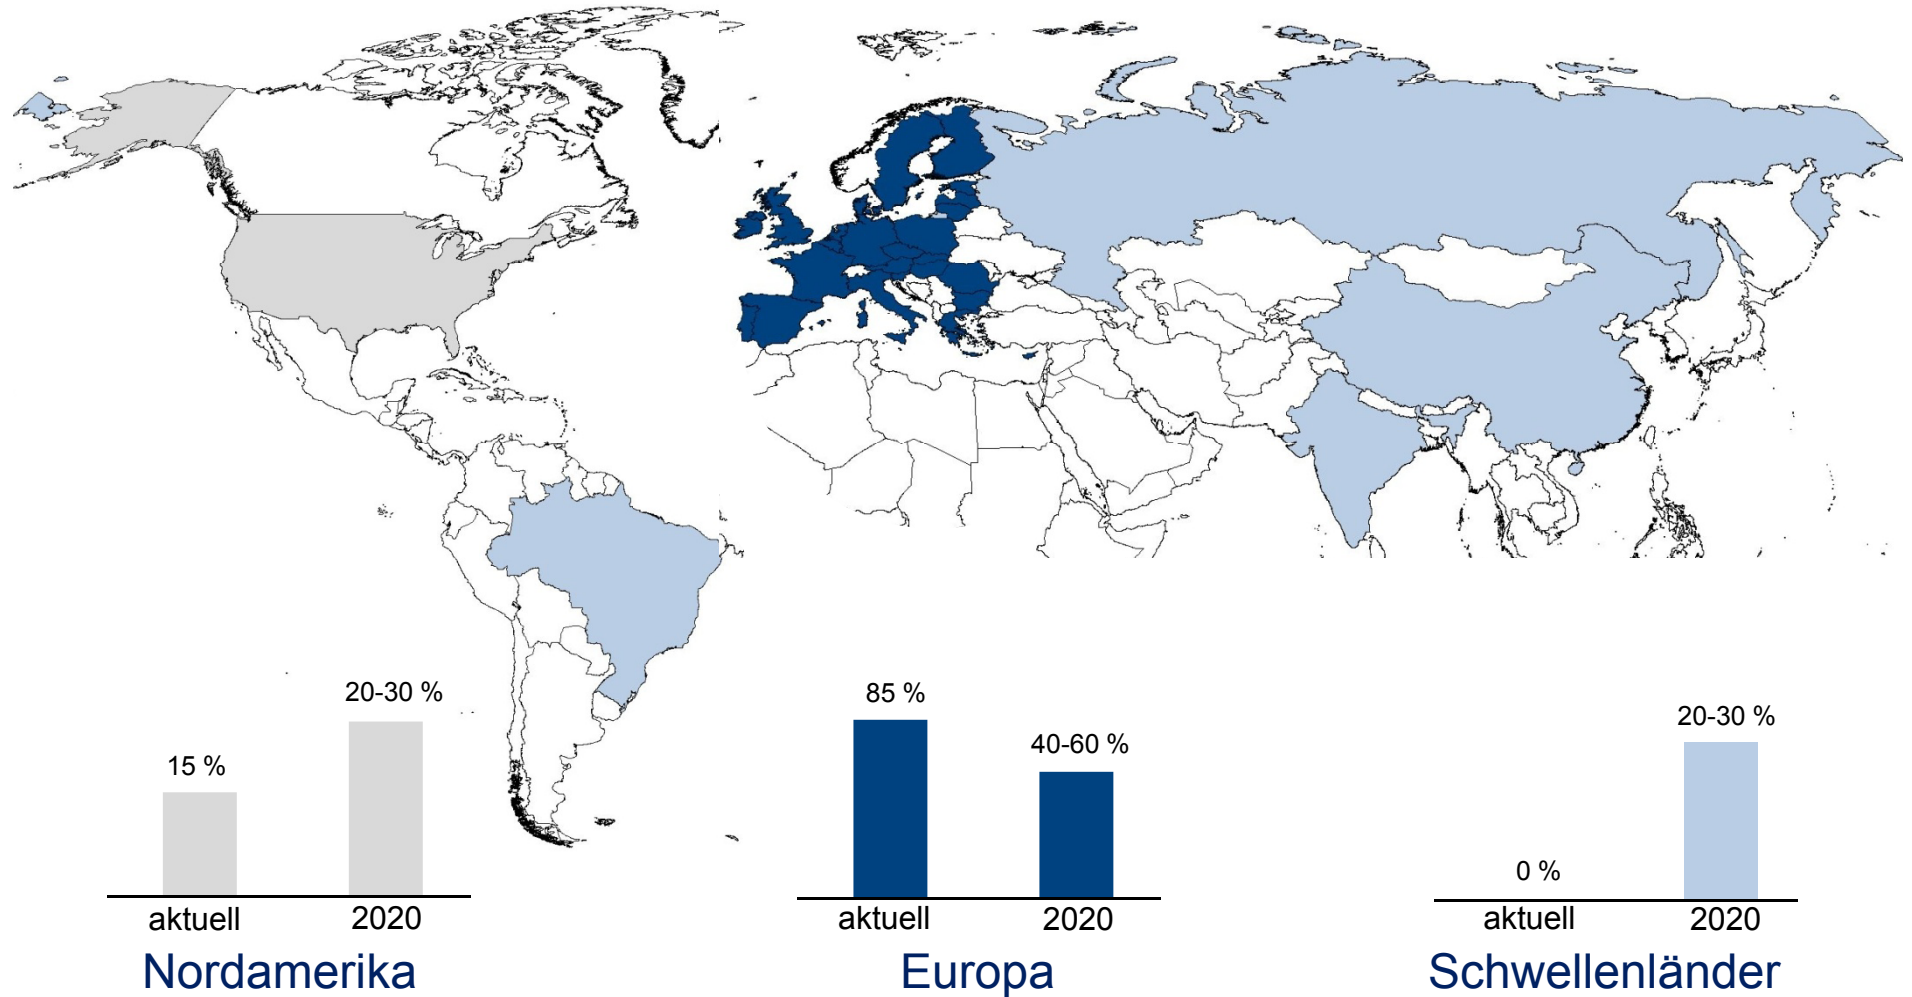 20-30 %
15 %
aktuell 2020
Nordamerika
85 %
40-60 %
aktuell 2020
Europa
20-30 %
0 %
aktuell 2020
Schwellenländer